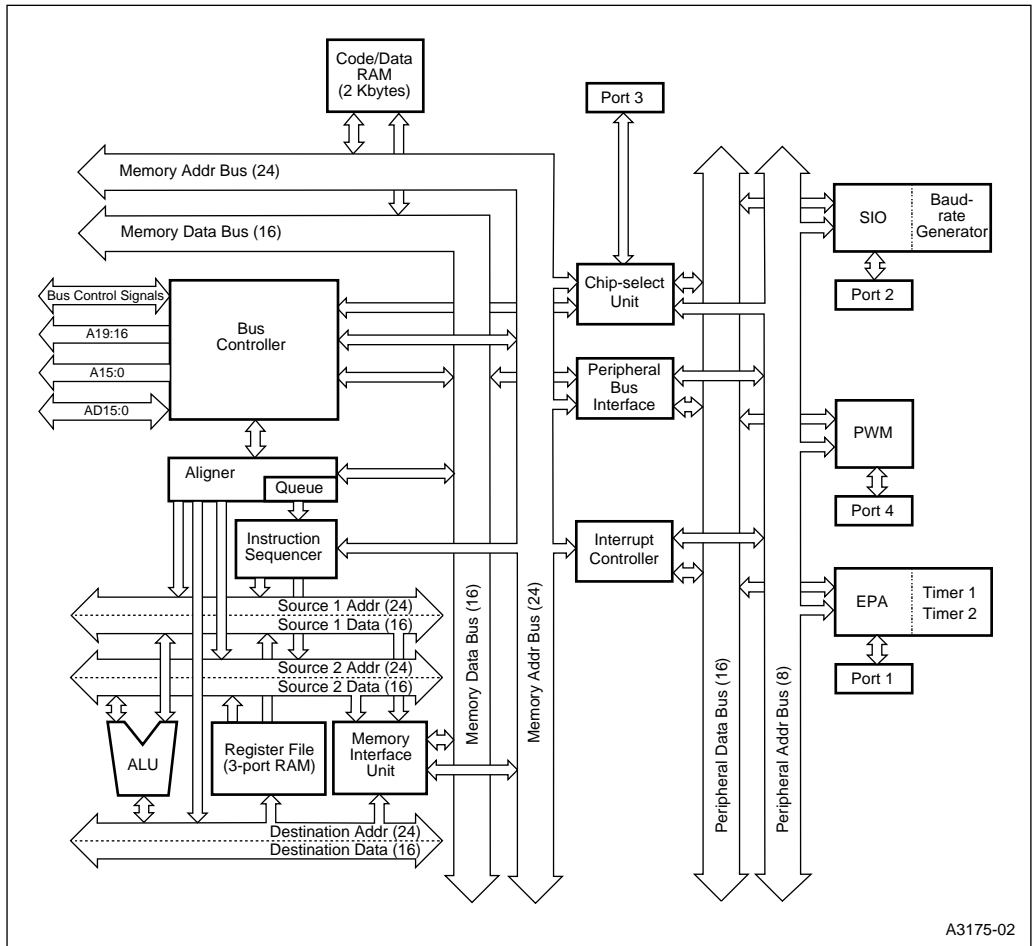 Code/Data
RAM
(2 Kbytes)
Port 3
Memory Addr Bus (24)
Memory Data Bus (16)
SIO
Baud-
rate
Generator
Port 2
Bus Control Signals
A19:16
A15:0
AD15:0
Bus
Controller
Chip-select
Unit
Peripheral
Bus
Interface
PWM
Port 4
Aligner
Queue
Instruction
Sequencer
Interrupt
Controller
EPA
Timer 1
Timer 2
Port 1
Source 1 Addr (24)
Source 1 Data (16)
Source 2 Addr (24)
Source 2 Data (16)
Memory Data Bus (16)
Memory Addr Bus (24)
Peripheral Data Bus (16)
Peripheral Addr Bus (8)
ALU
Register File
(3-port RAM)
Memory
Interface
Unit
Destination Addr (24)
Destination Data (16)
A3175-02